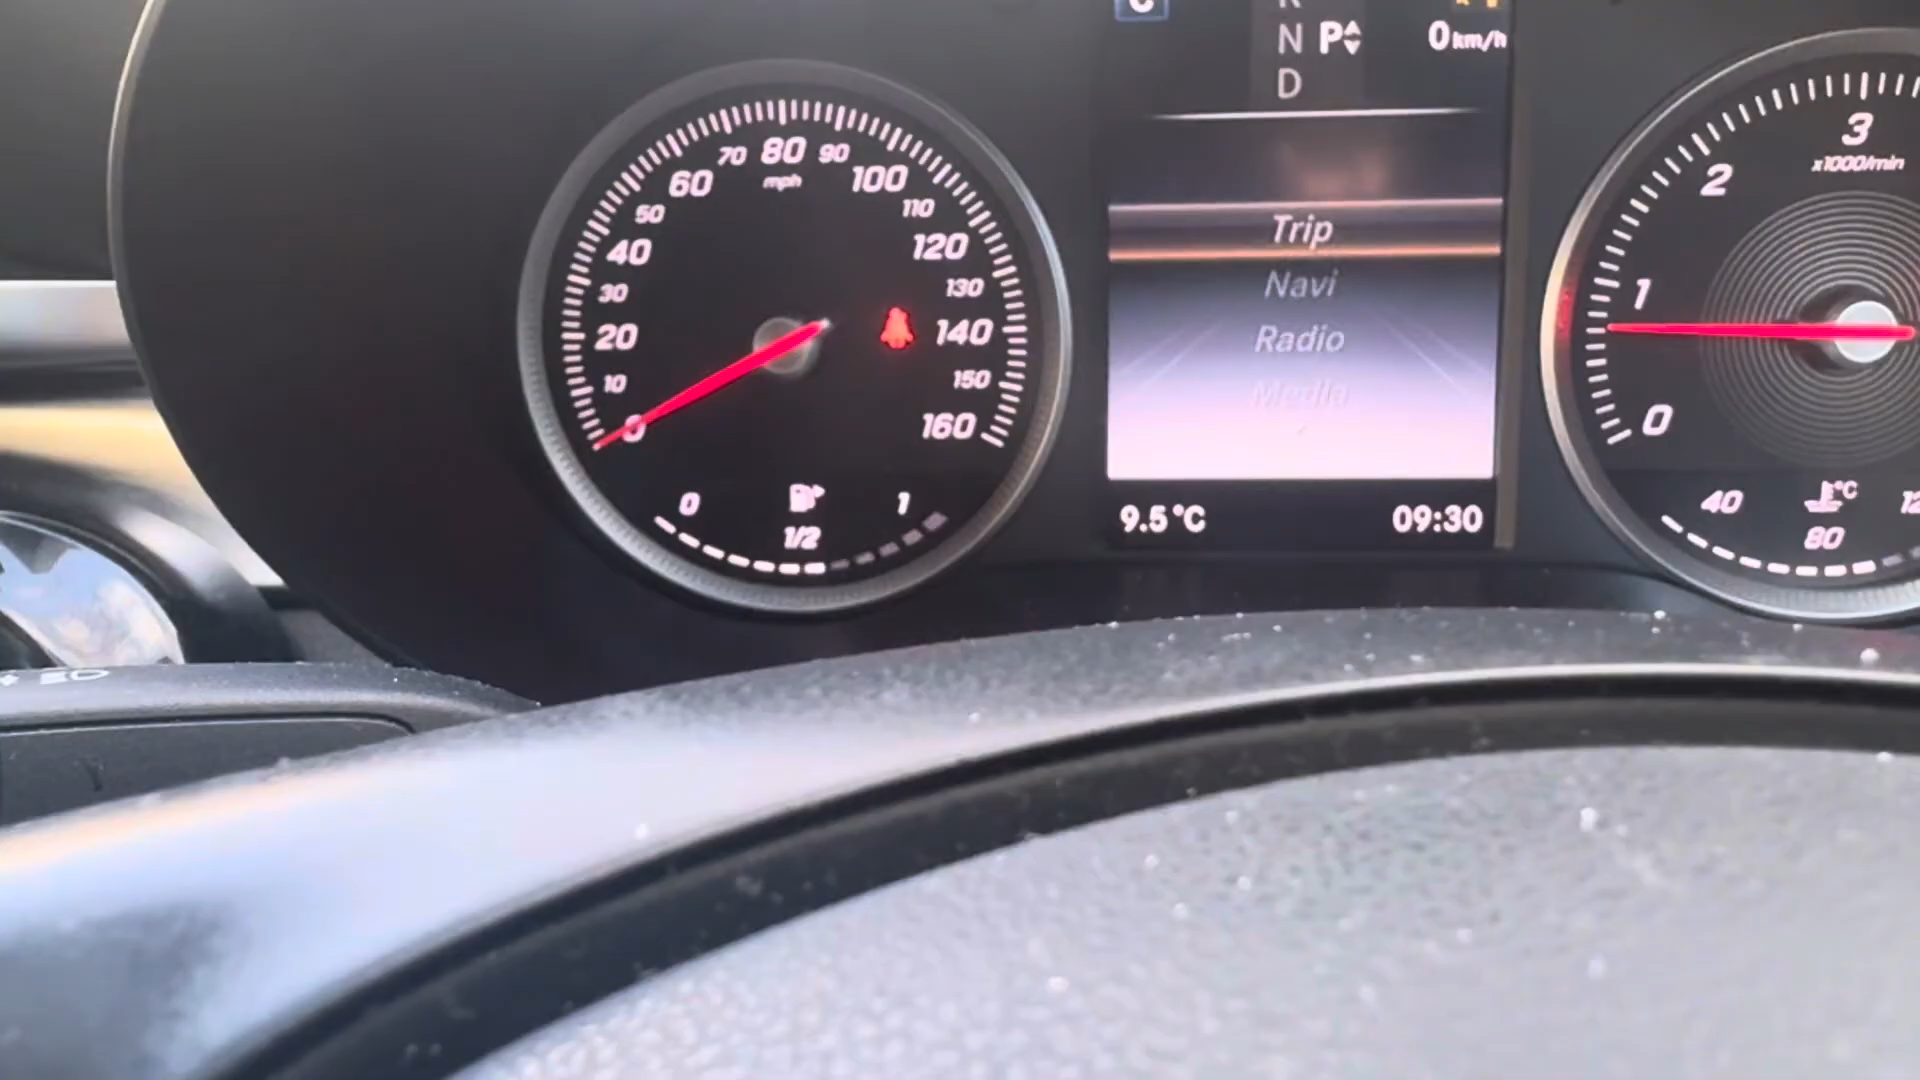 C
N P 0 km/h
D
70 80 90
60 mph 100
50 110
40 120
30 130
20 140
10 150
0 160
0 1
1/2
Trip
Navi
Radio
Media
9.5 °C 09:30
3
x1000/min
2
1
0
40 °C
80